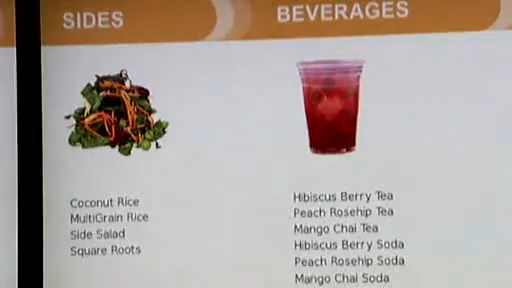 SIDES
BEVERAGES
Coconut Rice
MultiGrain Rice
Side Salad
Square Roots
Hibiscus Berry Tea
Peach Rosehip Tea
Mango Chai Tea
Hibiscus Berry Soda
Peach Rosehip Soda
Mango Chai Soda